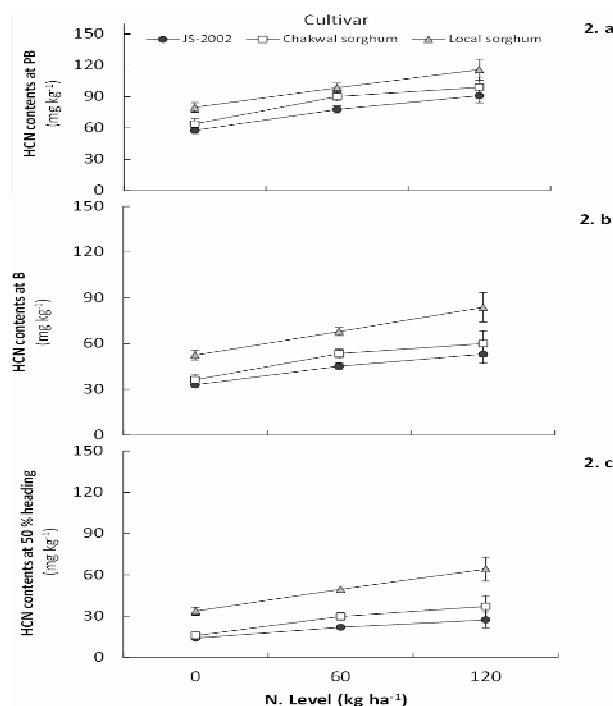 Cultivar
2. a
JS-2002 Chakwal sorghum Local sorghum
150
120
90
60
30
0
HCN contents at PB
(mg kg⁻¹)
2. b
150
120
90
60
30
0
HCN contents at B
(mg kg⁻¹)
2. c
150
120
90
60
30
0
HCN contents at 50 % heading
(mg kg⁻¹)
0 60 120
N. Level (kg ha⁻¹)